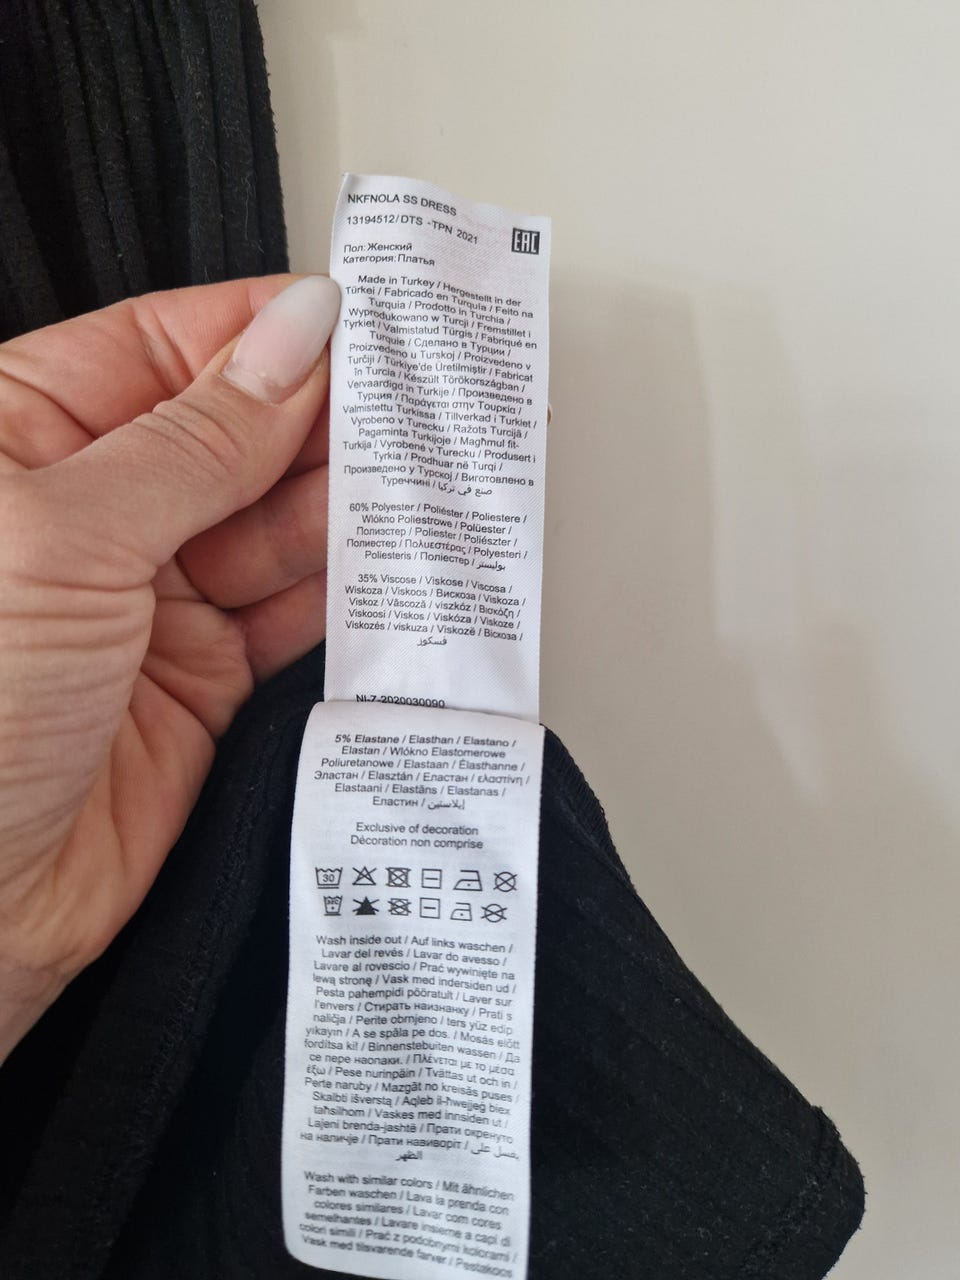 NKFNOLA SS DRESS
13194512/DTS -TPN 2021
EAC
Пол: Женский
Категория: Платья
Made in Turkey / Hergestellt in der
Türkei / Fabricado en Turquía / Feito na
Turquia / Prodotto in Turchia /
Wyprodukowano w Turcji / Fremstillet i
Tyrkiet / Valmistatud Türgis / Fabriqué en
Turquie / Сделано в Турции /
Proizvedeno u Turskoj / Proizvedeno v
Turčiji / Türkiye'de Üretilmiştir / Fabricat
în Turcia / Készült Törökországban /
Vervaardigd in Turkije / Произведено в
Турция / Παράγεται στην Τουρκία /
Valmistettu Turkissa / Tillverkad i Turkiet /
Vyrobeno v Turecku / Ražots Turcijā /
Pagaminta Turkijoje / Magħmul fit-
Turkija / Vyrobené v Turecku / Produsert i
Tyrkia / Prodhuar në Turqi /
Произведено у Турској / Виготовлено в
Туреччині / صنع في تركيا
60% Polyester / Poliéster / Poliestere /
Włókno Poliestrowe / Polüester /
Полиэстер / Poliester / Poliészter /
Полиестер / Πολυεστέρας / Polyesteri /
Poliesteris / Поліестер / بوليستر
35% Viscose / Viskose / Viscosa /
Wiskoza / Viskoos / Вискоза / Viskoza /
Viskoz / Vâscoză / viszkóz / Βισκόζη /
Viskoosi / Viskos / Viskóza / Viskoze /
Viskozės / viskuza / Viskozë / Віскоза /
فسكوز
NI-7-2020030090
5% Elastane / Elasthan / Elastano /
Elastan / Włókno Elastomerowe
Poliuretanowe / Elastaan / Élasthanne /
Эластан / Elasztán / Еластан / ελαστίνη /
Elastaani / Elastāns / Elastanas /
Еластин / إيلاستين
Exclusive of decoration
Décoration non comprise
30
Wash inside out / Auf links waschen /
Lavar del revés / Lavar do avesso /
Lavare al rovescio / Prać wywinięte na
lewą stronę / Vask med indersiden ud /
Pesta pahempidi pööratult / Laver sur
l'envers / Стирать наизнанку / Prati s
naličja / Perite obrnjeno / ters yüz edip
yıkayın / A se spăla pe dos. / Mosás előtt
fordítsa ki! / Binnenstebuiten wassen / Да
се пере наопаки. / Πλένεται με το μέσα
έξω / Pese nurinpäin / Tvättas ut och in /
Perte naruby / Mazgāt no kreisās puses /
Skalbti išverstą / Aqleb il-ħwejjeġ biex
taħsilhom / Vaskes med innsiden ut /
Lajeni brenda-jashtë / Прати окренуто
на наличје / Прати навиворіт / يغسل على
الظهر
Wash with similar colors / Mit ähnlichen
Farben waschen / Lava la prenda con
colores similares / Lavar com cores
semelhantes / Lavare insieme a capi di
colori simili / Prać z podobnymi kolorami /
Vask med tilsvarende farver / Pestakoos